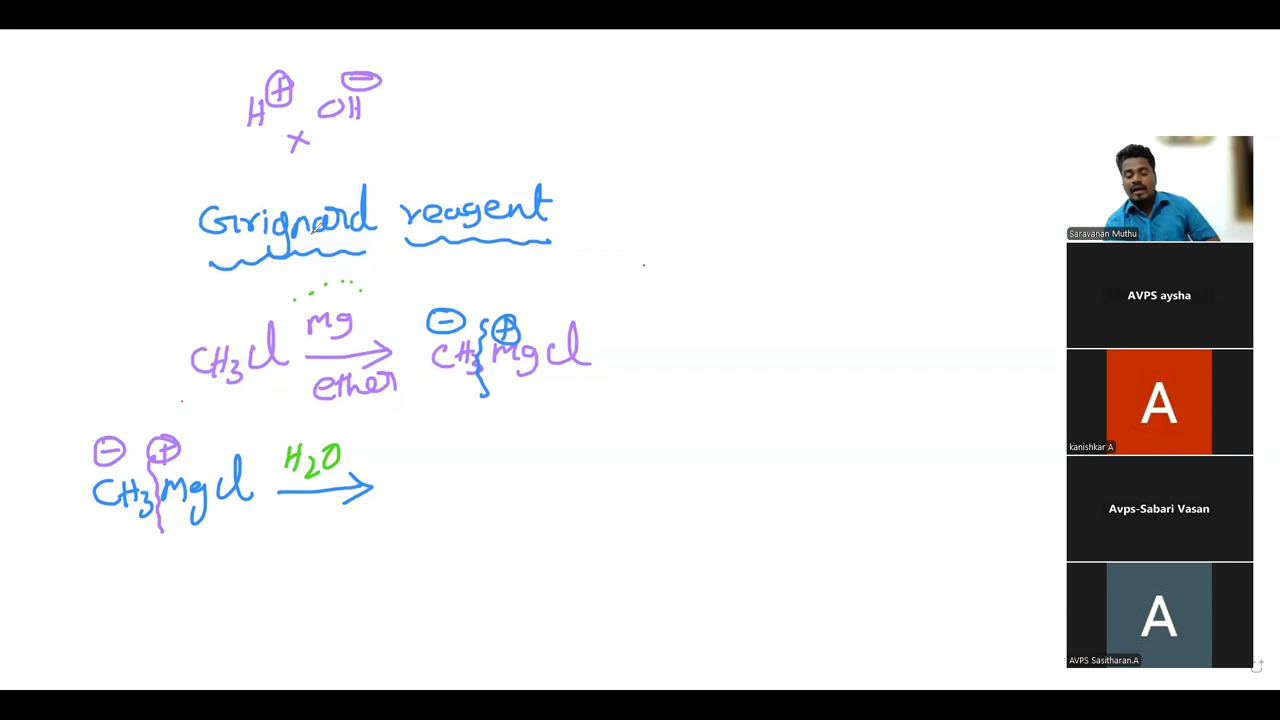 H⊕ OH⊖
×
Grignard reagent
CH₃Cl Mg ether → CH₃⊖ ⊕MgCl
CH₃⊖ ⊕MgCl H₂O →
Saravanan Muthu
AVPS aysha
A
kanishkar A
Avps-Sabari Vasan
A
AVPS Sasitharan.A